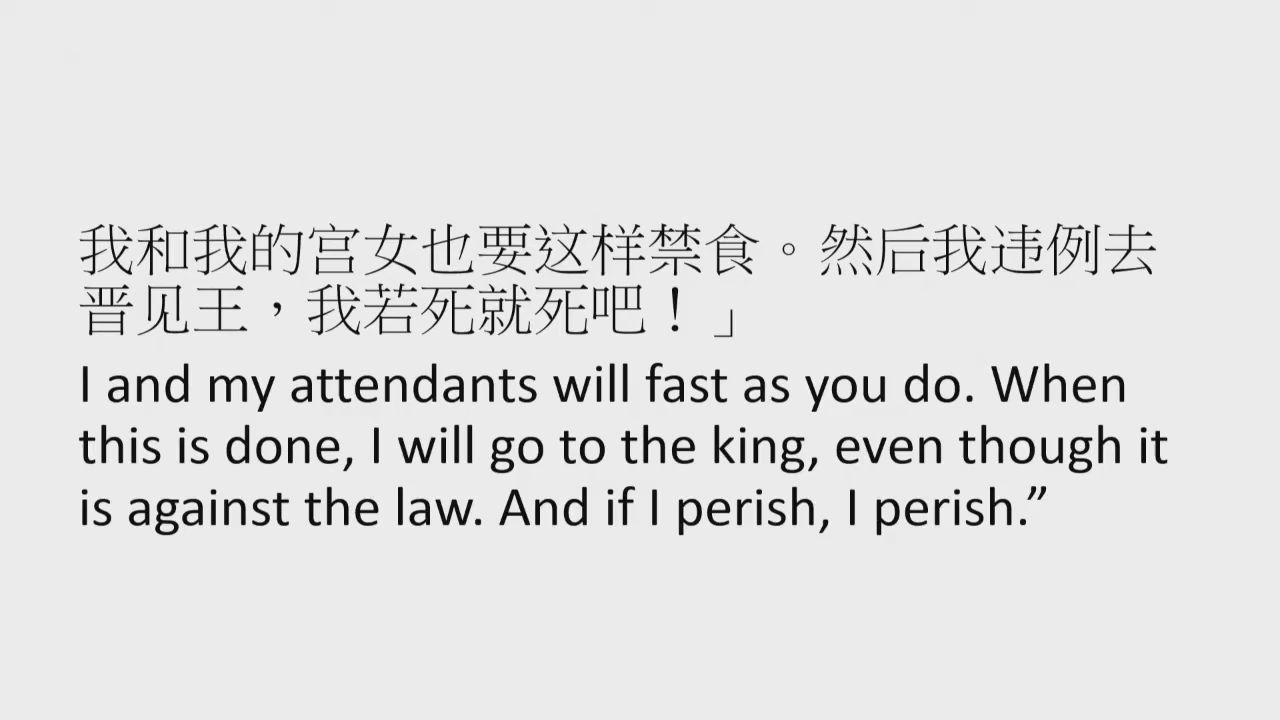 我和我的宫女也要这样禁食。然后我违例去
晋见王，我若死就死吧！」
I and my attendants will fast as you do. When
this is done, I will go to the king, even though it
is against the law. And if I perish, I perish.”